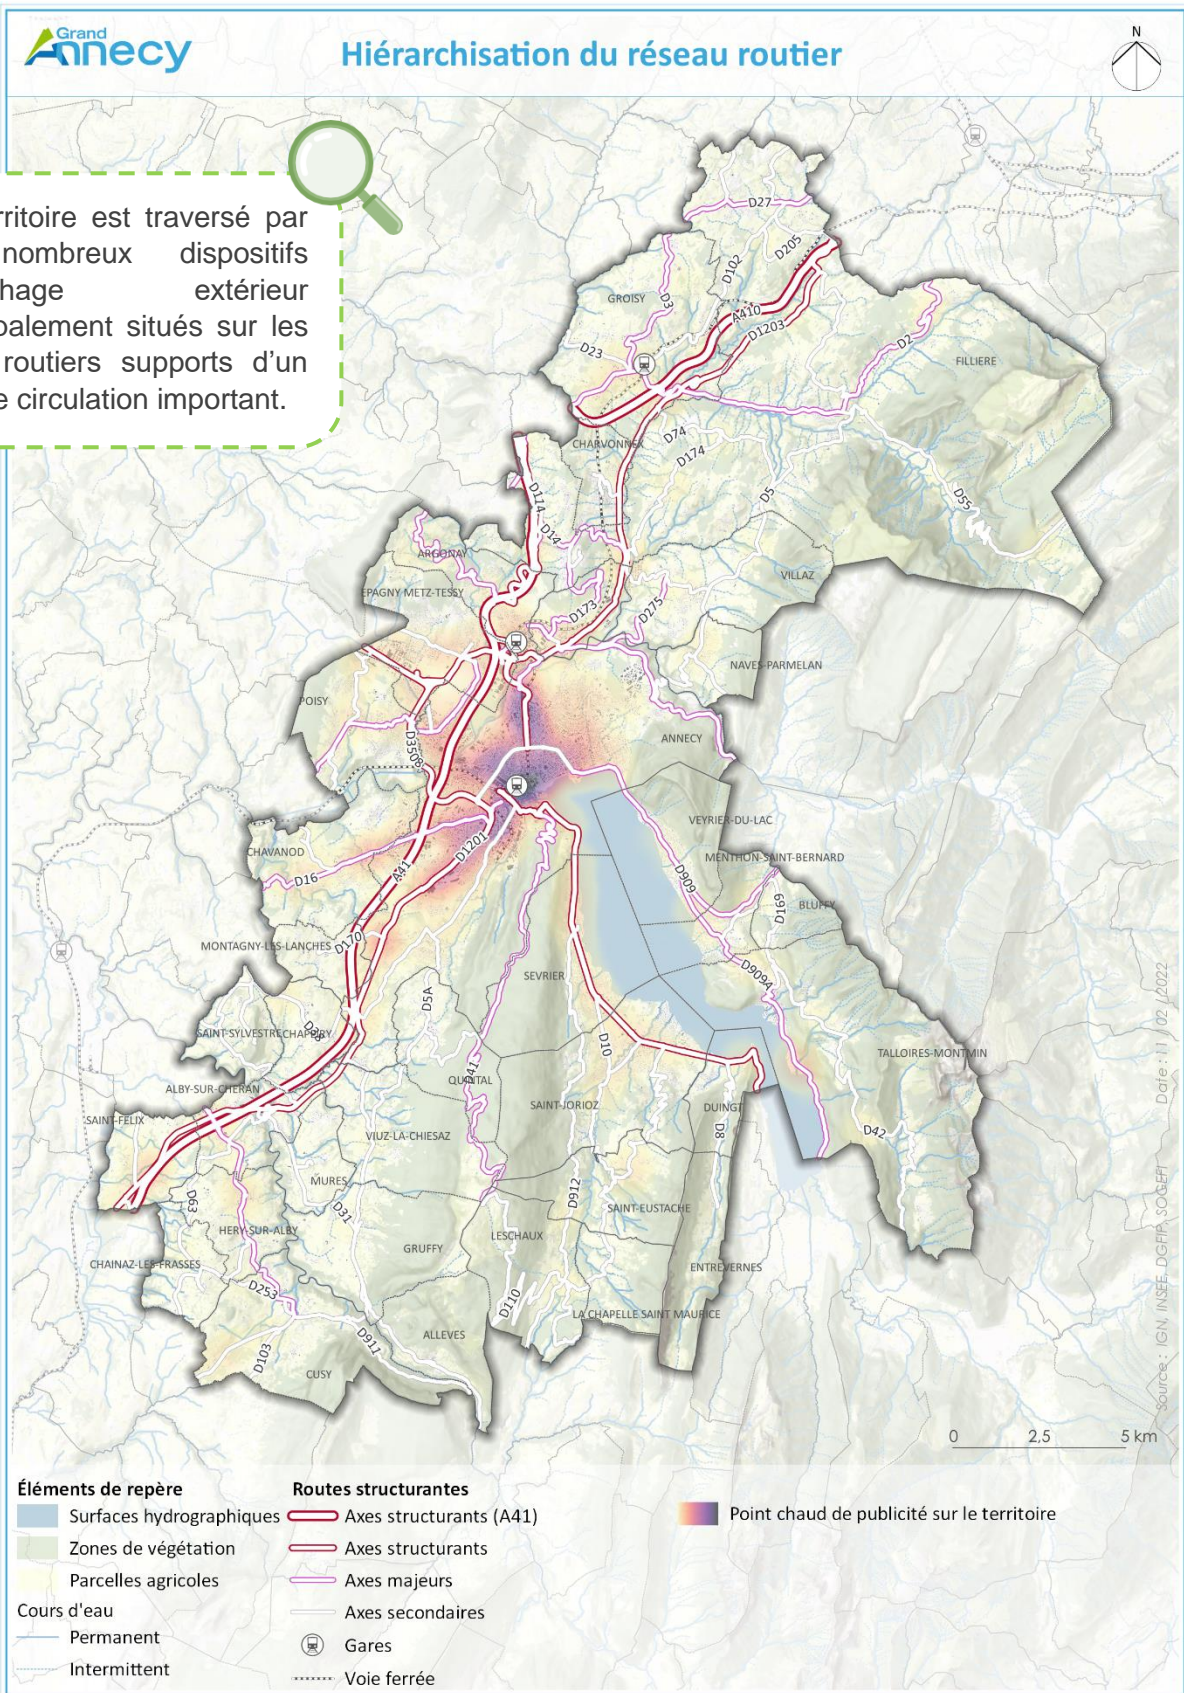 Grand
Annecy
Hiérarchisation du réseau routier
N
rritoire est traversé par
nombreux dispositifs
hage extérieur
palement situés sur les
routiers supports d'un
e circulation important.
D27
D205
D102
GROISY
D3
A410
D1203
D23
D2
FILLIERE
CHARVONNEX
D74
D174
D114
D5
D55
D14
ARGONAY
VILLAZ
EPAGNY METZ-TESSY
D173
D275
NAVES-PARMELAN
POISY
ANNECY
D3508
VEYRIER-DU-LAC
CHAVANOD
D1201
MENTHON-SAINT-BERNARD
D16
A41
D909
D169
BLUFFY
MONTAGNY-LES-LANCHES
D170
SEVRIER
D909A
D5A
SAINT-SYLVESTRE
CHAPEIRY
D38
D10
TALLOIRES-MONTMIN
D41
QUINTAL
ALBY-SUR-CHERAN
SAINT-JORIOZ
DUINGT
SAINT-FELIX
VIUZ-LA-CHIESAZ
D8
D42
MURES
D63
D31
D912
SAINT-EUSTACHE
HERY-SUR-ALBY
GRUFFY
LESCHAUX
CHAINAZ-LES-FRASSES
ENTREVERNES
D253
D110
LA CHAPELLE SAINT MAURICE
ALLEVES
D911
D103
CUSY
Source : IGN, INSEE, DGFIP, SOGEFI Date : 11/02/2022
0 2,5 5 km
Éléments de repère
Surfaces hydrographiques
Zones de végétation
Parcelles agricoles
Cours d'eau
Permanent
Intermittent
Routes structurantes
Axes structurants (A41)
Axes structurants
Axes majeurs
Axes secondaires
Gares
Voie ferrée
Point chaud de publicité sur le territoire